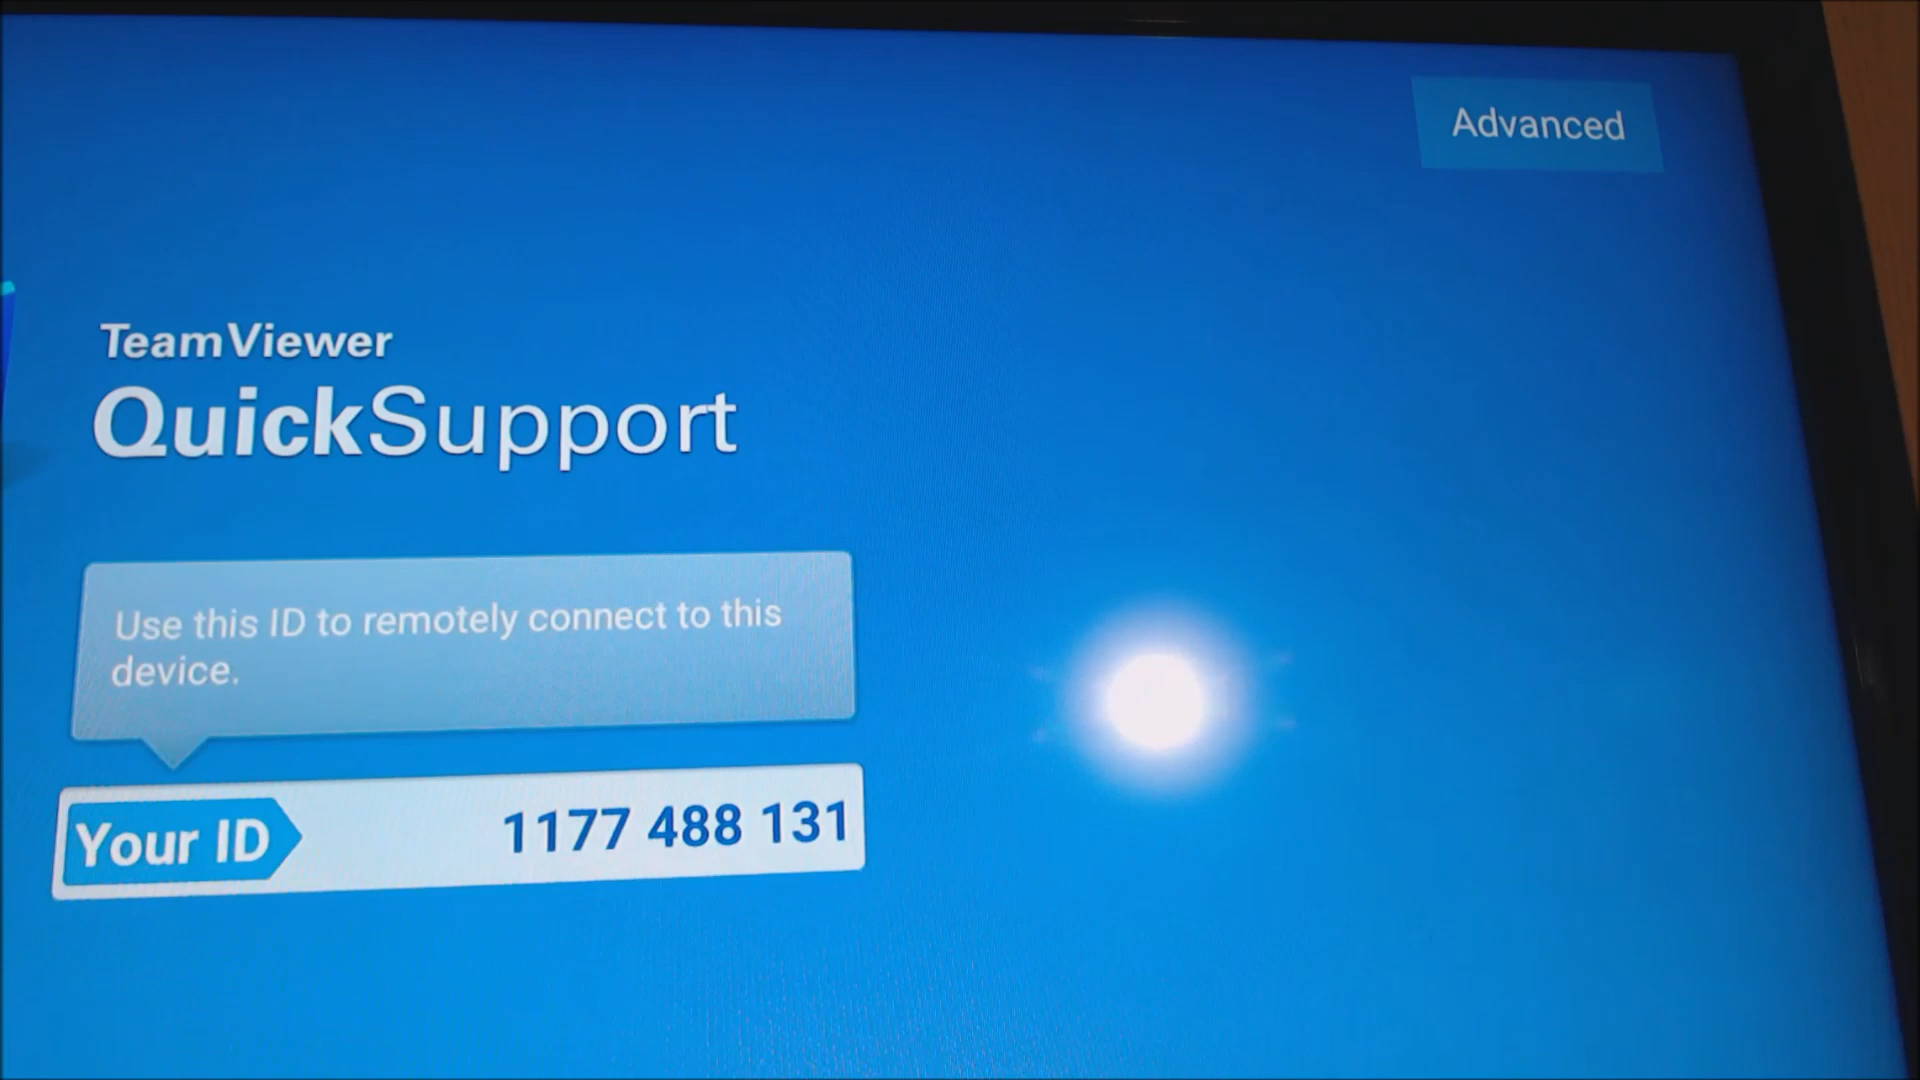 Advanced
TeamViewer
QuickSupport
Use this ID to remotely connect to this
device.
Your ID 1177 488 131